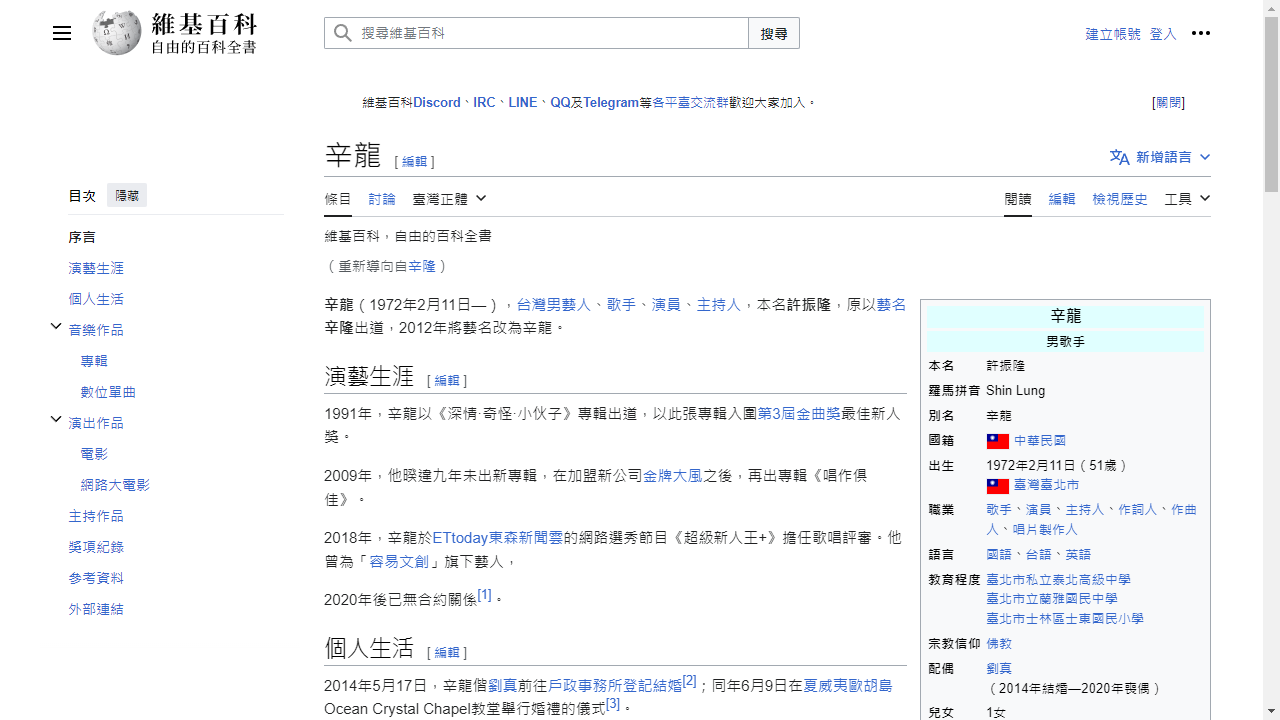 維基百科
自由的百科全書
搜尋維基百科
搜尋
建立帳號 登入
維基百科Discord、IRC、LINE、QQ及Telegram等各平臺交流群歡迎大家加入。
[關閉]
辛龍 [編輯]
新增語言
目次 隱藏
條目 討論 臺灣正體
閱讀 編輯 檢視歷史 工具
序言
演藝生涯
個人生活
音樂作品
專輯
數位單曲
演出作品
電影
網路大電影
主持作品
獎項紀錄
參考資料
外部連結
維基百科，自由的百科全書
（重新導向自辛隆）
辛龍（1972年2月11日—），台灣男藝人、歌手、演員、主持人，本名許振隆，原以藝名
辛隆出道，2012年將藝名改為辛龍。
演藝生涯 [編輯]
1991年，辛龍以《深情·奇怪·小伙子》專輯出道，以此張專輯入圍第3屆金曲獎最佳新人
獎。
2009年，他暌違九年未出新專輯，在加盟新公司金牌大風之後，再出專輯《唱作俱
佳》。
2018年，辛龍於ETtoday東森新聞雲的網路選秀節目《超級新人王+》擔任歌唱評審。他
曾為「容易文創」旗下藝人，
2020年後已無合約關係[1]。
個人生活 [編輯]
2014年5月17日，辛龍偕劉真前往戶政事務所登記結婚[2]；同年6月9日在夏威夷歐胡島
Ocean Crystal Chapel教堂舉行婚禮的儀式[3]。
辛龍
男歌手
本名 許振隆
羅馬拼音 Shin Lung
別名 辛龍
國籍 中華民國
出生 1972年2月11日（51歲）
臺灣臺北市
職業 歌手、演員、主持人、作詞人、作曲
人、唱片製作人
語言 國語、台語、英語
教育程度 臺北市私立泰北高級中學
臺北市立蘭雅國民中學
臺北市士林區士東國民小學
宗教信仰 佛教
配偶 劉真
（2014年結婚—2020年喪偶）
兒女 1女